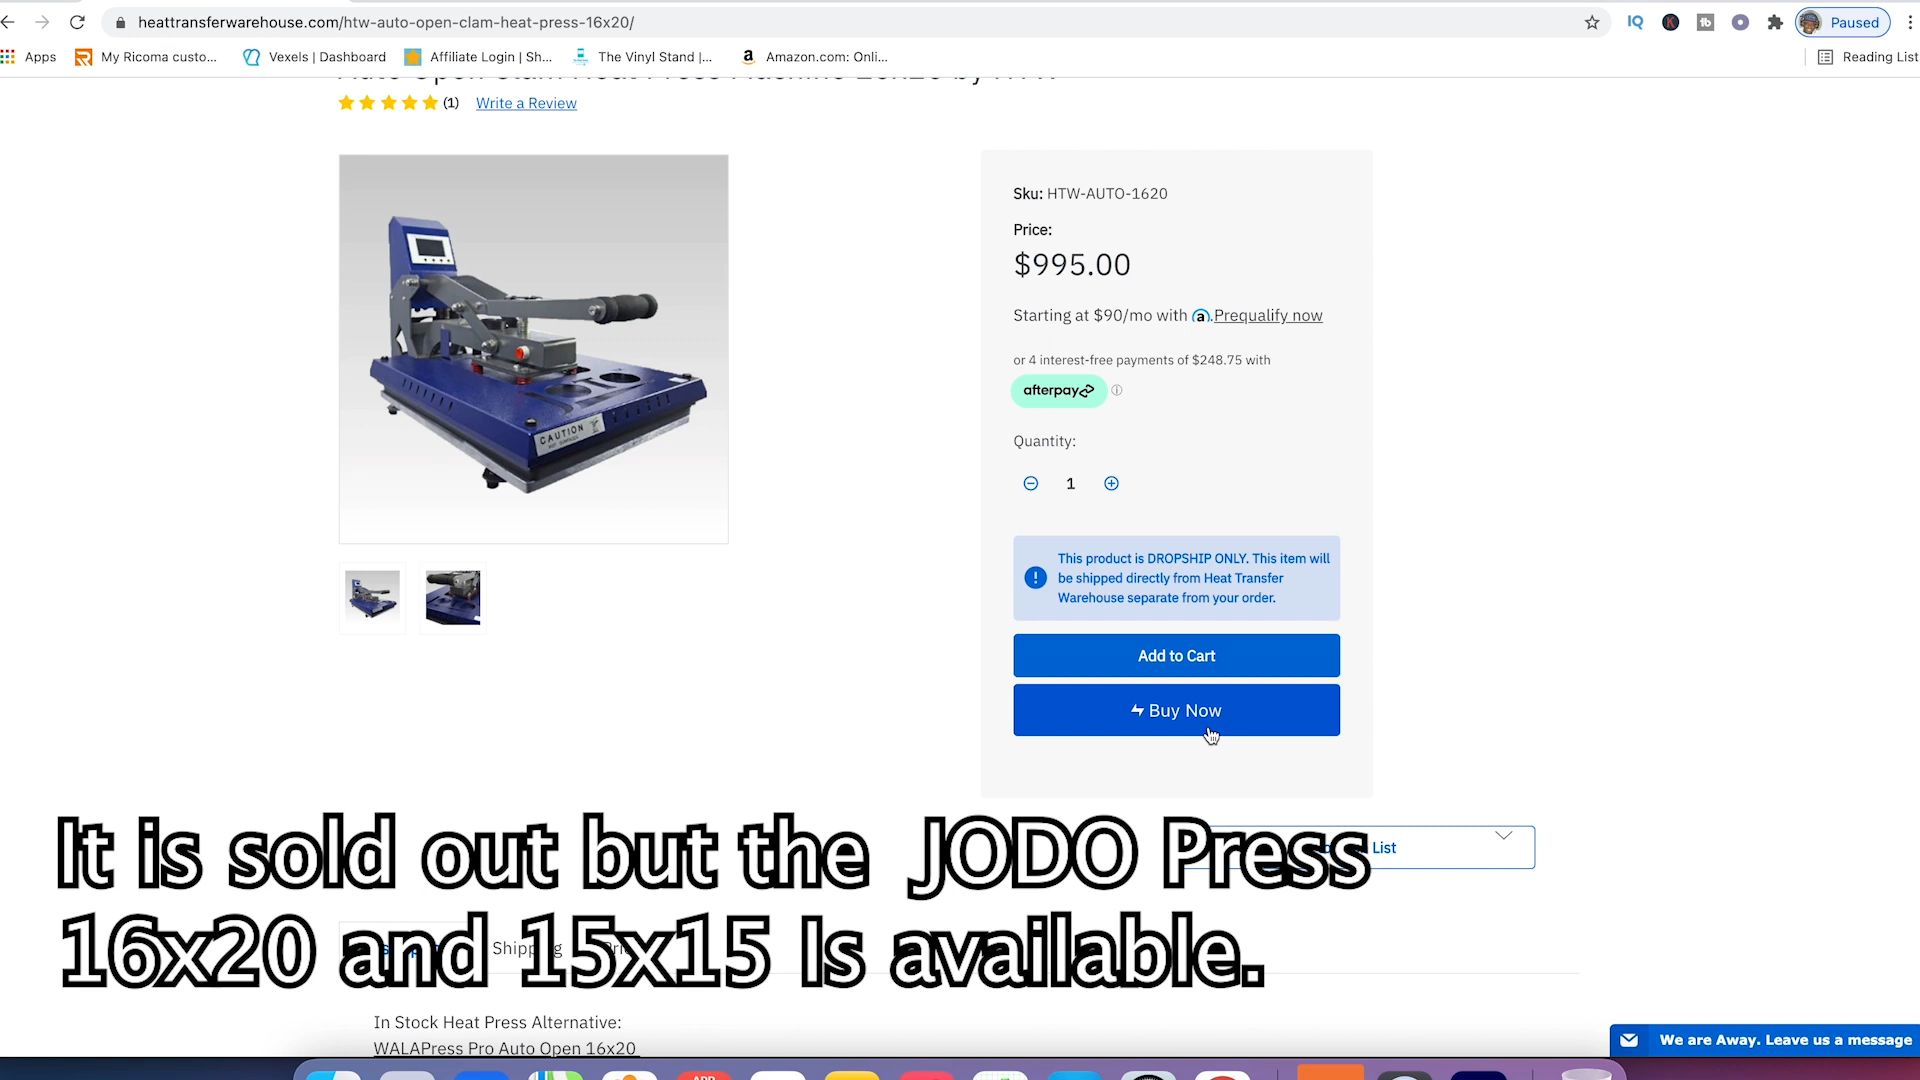 heattransferwarehouse.com/htw-auto-open-clam-heat-press-16x20/
Paused
Apps
My Ricoma custo...
Vexels | Dashboard
Affiliate Login | Sh...
The Vinyl Stand |...
Amazon.com: Onli...
Reading List
(1) Write a Review
Sku: HTW-AUTO-1620
Price:
$995.00
Starting at $90/mo with Prequalify now
or 4 interest-free payments of $248.75 with
afterpay
Quantity:
1
This product is DROPSHIP ONLY. This item will
be shipped directly from Heat Transfer
Warehouse separate from your order.
Add to Cart
Buy Now
CAUTION
List
It is sold out but the JODO Press
16x20 and 15x15 Is available.
In Stock Heat Press Alternative:
WALAPress Pro Auto Open 16x20
We are Away. Leave us a message